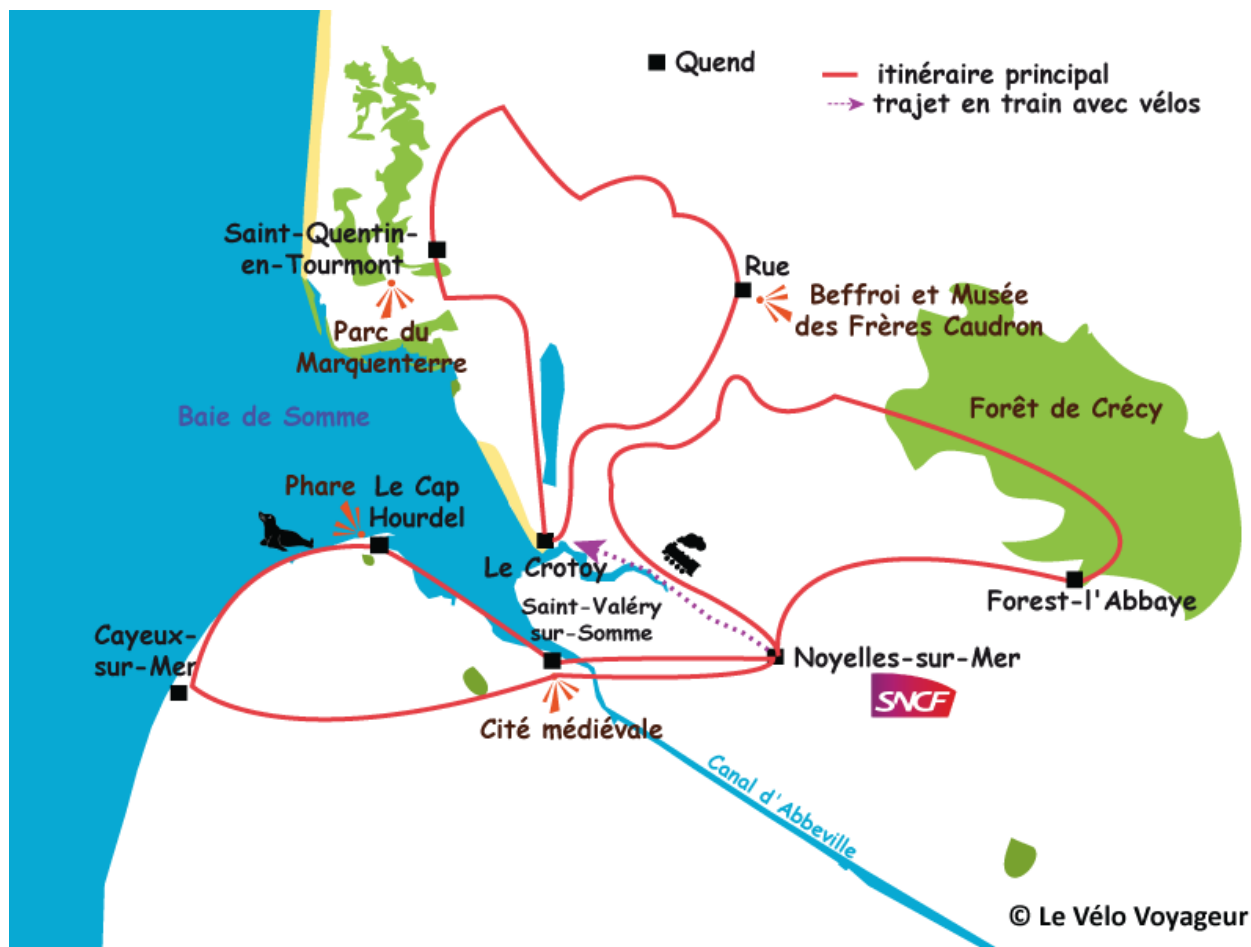 Quend
itinéraire principal
trajet en train avec vélos
Saint-Quentin-
en-Tourmont
Rue
Beffroi et Musée
des Frères Caudron
Parc du
Marquenterre
Baie de Somme
Forêt de Crécy
Phare
Le Cap
Hourdel
Le Crotoy
Forest-l'Abbaye
Saint-Valéry
sur-Somme
Cayeux-
sur-Mer
Noyelles-sur-Mer
SNCF
Cité médiévale
Canal d'Abbeville
© Le Vélo Voyageur